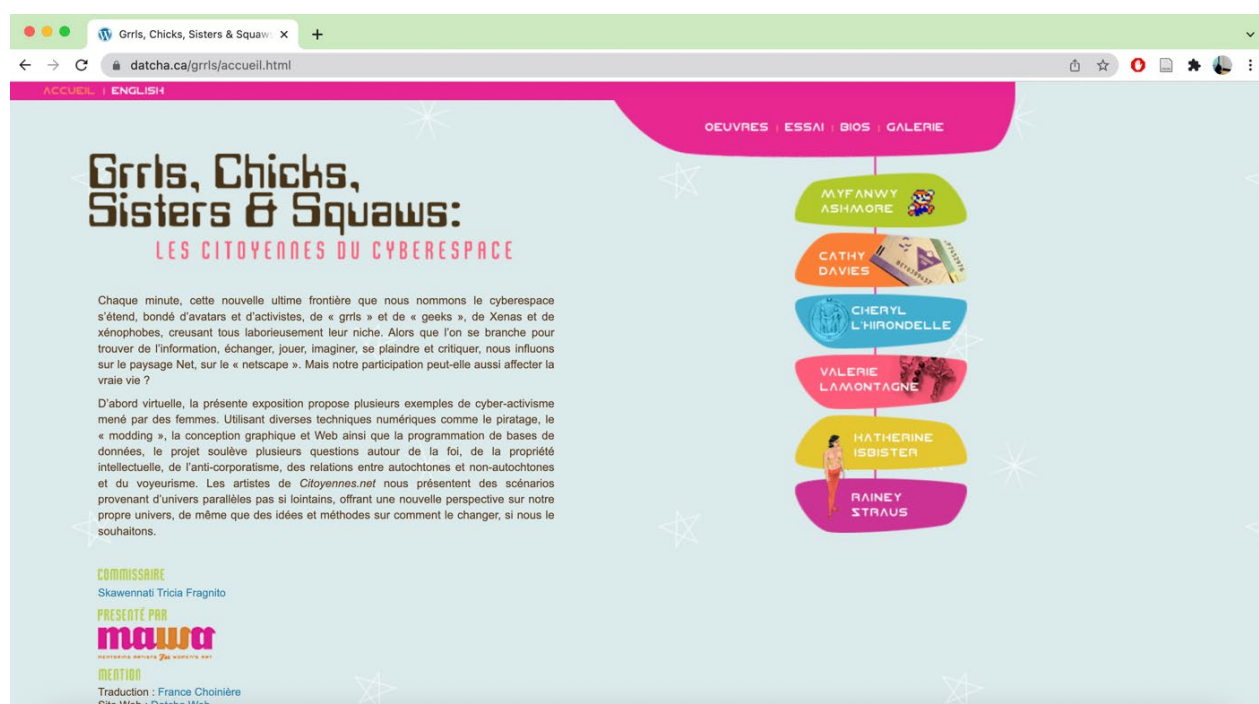 Grrls, Chicks, Sisters & Squaw
datcha.ca/grrls/accueil.html
ACCUEIL | ENGLISH
OEUVRES | ESSAI | BIOS | GALERIE
Grrls, Chicks,
Sisters & Squaws:
LES CITOYENNES DU CYBERESPACE
Chaque minute, cette nouvelle ultime frontière que nous nommons le cyberespace
s'étend, bondé d'avatars et d'activistes, de « grrls » et de « geeks », de Xenas et de
xénophobes, creusant tous laborieusement leur niche. Alors que l'on se branche pour
trouver de l'information, échanger, jouer, imaginer, se plaindre et critiquer, nous influons
sur le paysage Net, sur le « netscape ». Mais notre participation peut-elle aussi affecter la
vraie vie ?
D'abord virtuelle, la présente exposition propose plusieurs exemples de cyber-activisme
mené par des femmes. Utilisant diverses techniques numériques comme le piratage, le
« modding », la conception graphique et Web ainsi que la programmation de bases de
données, le projet soulève plusieurs questions autour de la foi, de la propriété
intellectuelle, de l'anti-corporatisme, des relations entre autochtones et non-autochtones
et du voyeurisme. Les artistes de Citoyennes.net nous présentent des scénarios
provenant d'univers parallèles pas si lointains, offrant une nouvelle perspective sur notre
propre univers, de même que des idées et méthodes sur comment le changer, si nous le
souhaitons.
COMMISSAIRE
Skawennati Tricia Fragnito
PRESENTÉ PAR
mawa
MENTORING ARTISTS For WOMEN'S ART
MENTION
Traduction : France Choinière
Site Web : Datcha Web
MYFANWY
ASHMORE
CATHY
DAVIES
CHERYL
L'HIRONDELLE
VALERIE
LAMONTAGNE
KATHERINE
ISBISTER
RAINEY
STRAUS